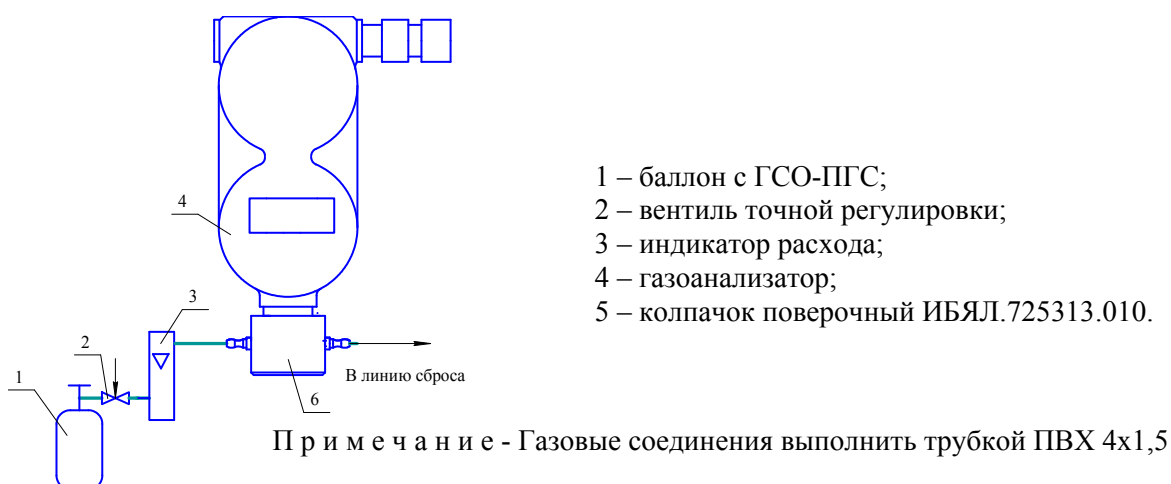 4
1 – баллон с ГСО-ПГС;
2 – вентиль точной регулировки;
3 – индикатор расхода;
4 – газоанализатор;
5 – колпачок поверочный ИБЯЛ.725313.010.
3
2
1
В линию сброса
6
П р и м е ч а н и е - Газовые соединения выполнить трубкой ПВХ 4х1,5